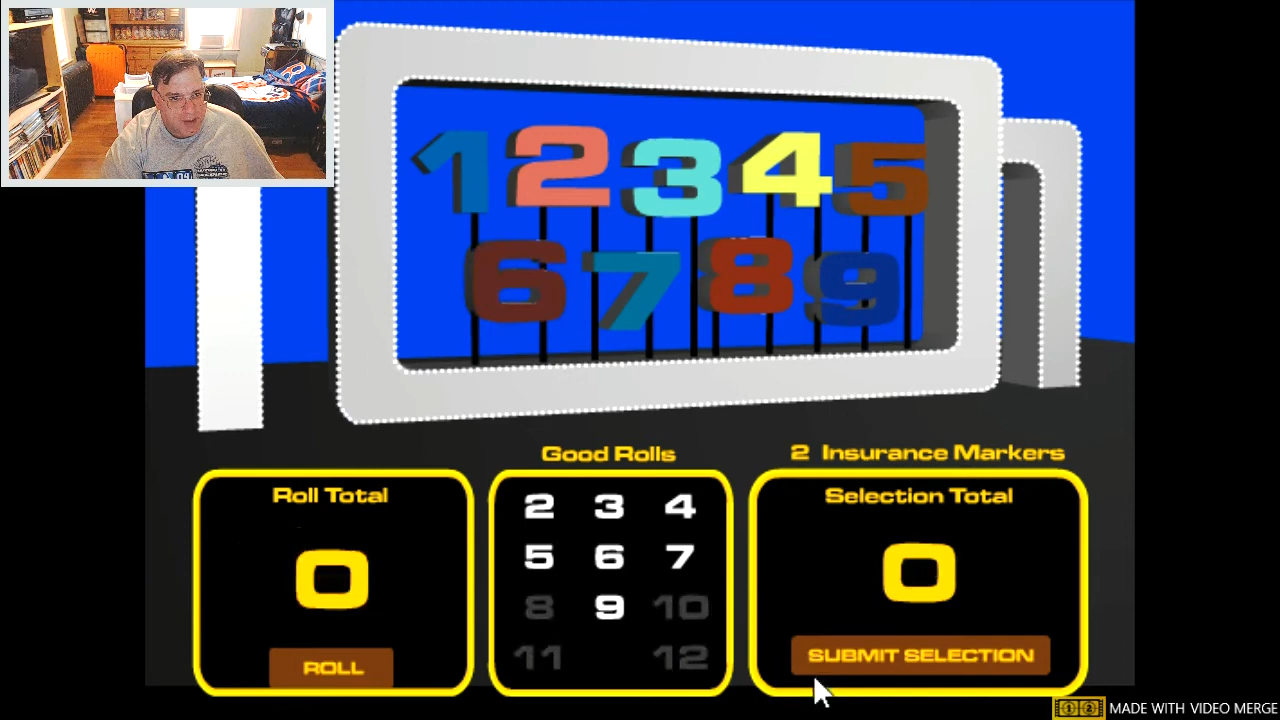 1 2 3 4 5
6 7 8 9
Good Rolls
2 Insurance Markers
Roll Total
0
ROLL
2 3 4
5 6 7
8 9 10
11 12
Selection Total
0
SUBMIT SELECTION
MADE WITH VIDEO MERGE